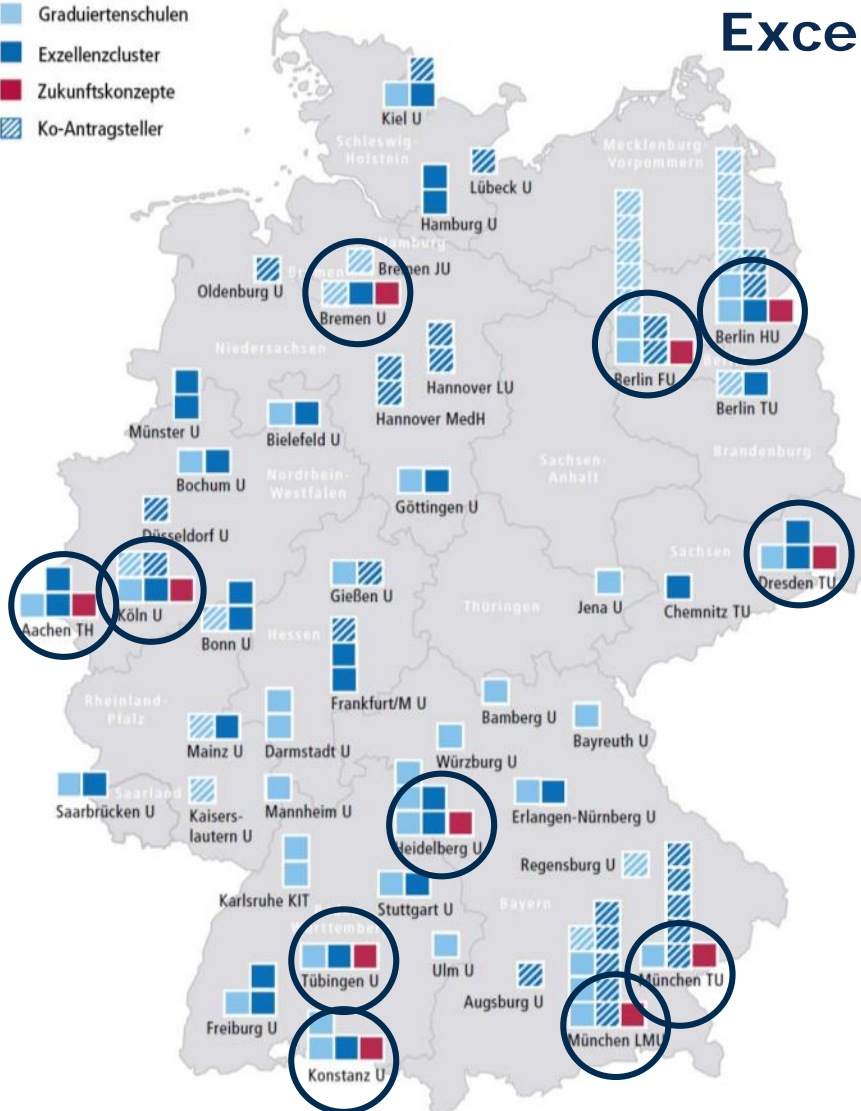 Exce
Graduiertenschulen
Exzellenzcluster
Zukunftskonzepte
Ko-Antragsteller
Kiel U
Schleswig-
Holstein
Mecklenburg-
Vorpommern
Lübeck U
Hamburg U
Hamburg
Bremen JU
Bremen
Oldenburg U
Bremen U
Berlin HU
Niedersachsen
Berlin FU
Hannover LU
Berlin TU
Hannover MedH
Münster U
Bielefeld U
Brandenburg
Bochum U
Nordrhein-
Westfalen
Sachsen-
Anhalt
Göttingen U
Düsseldorf U
Sachsen
Dresden TU
Gießen U
Jena U
Chemnitz TU
Thüringen
Aachen TH
Köln U
Bonn U
Hessen
Frankfurt/M U
Rheinland-
Pfalz
Bamberg U
Bayreuth U
Mainz U
Darmstadt U
Würzburg U
Saarland
Saarbrücken U
Kaisers-
lautern U
Mannheim U
Erlangen-Nürnberg U
Heidelberg U
Regensburg U
Karlsruhe KIT
Stuttgart U
Bayern
Württemberg
Tübingen U
Ulm U
München TU
Augsburg U
Freiburg U
München LMU
Konstanz U